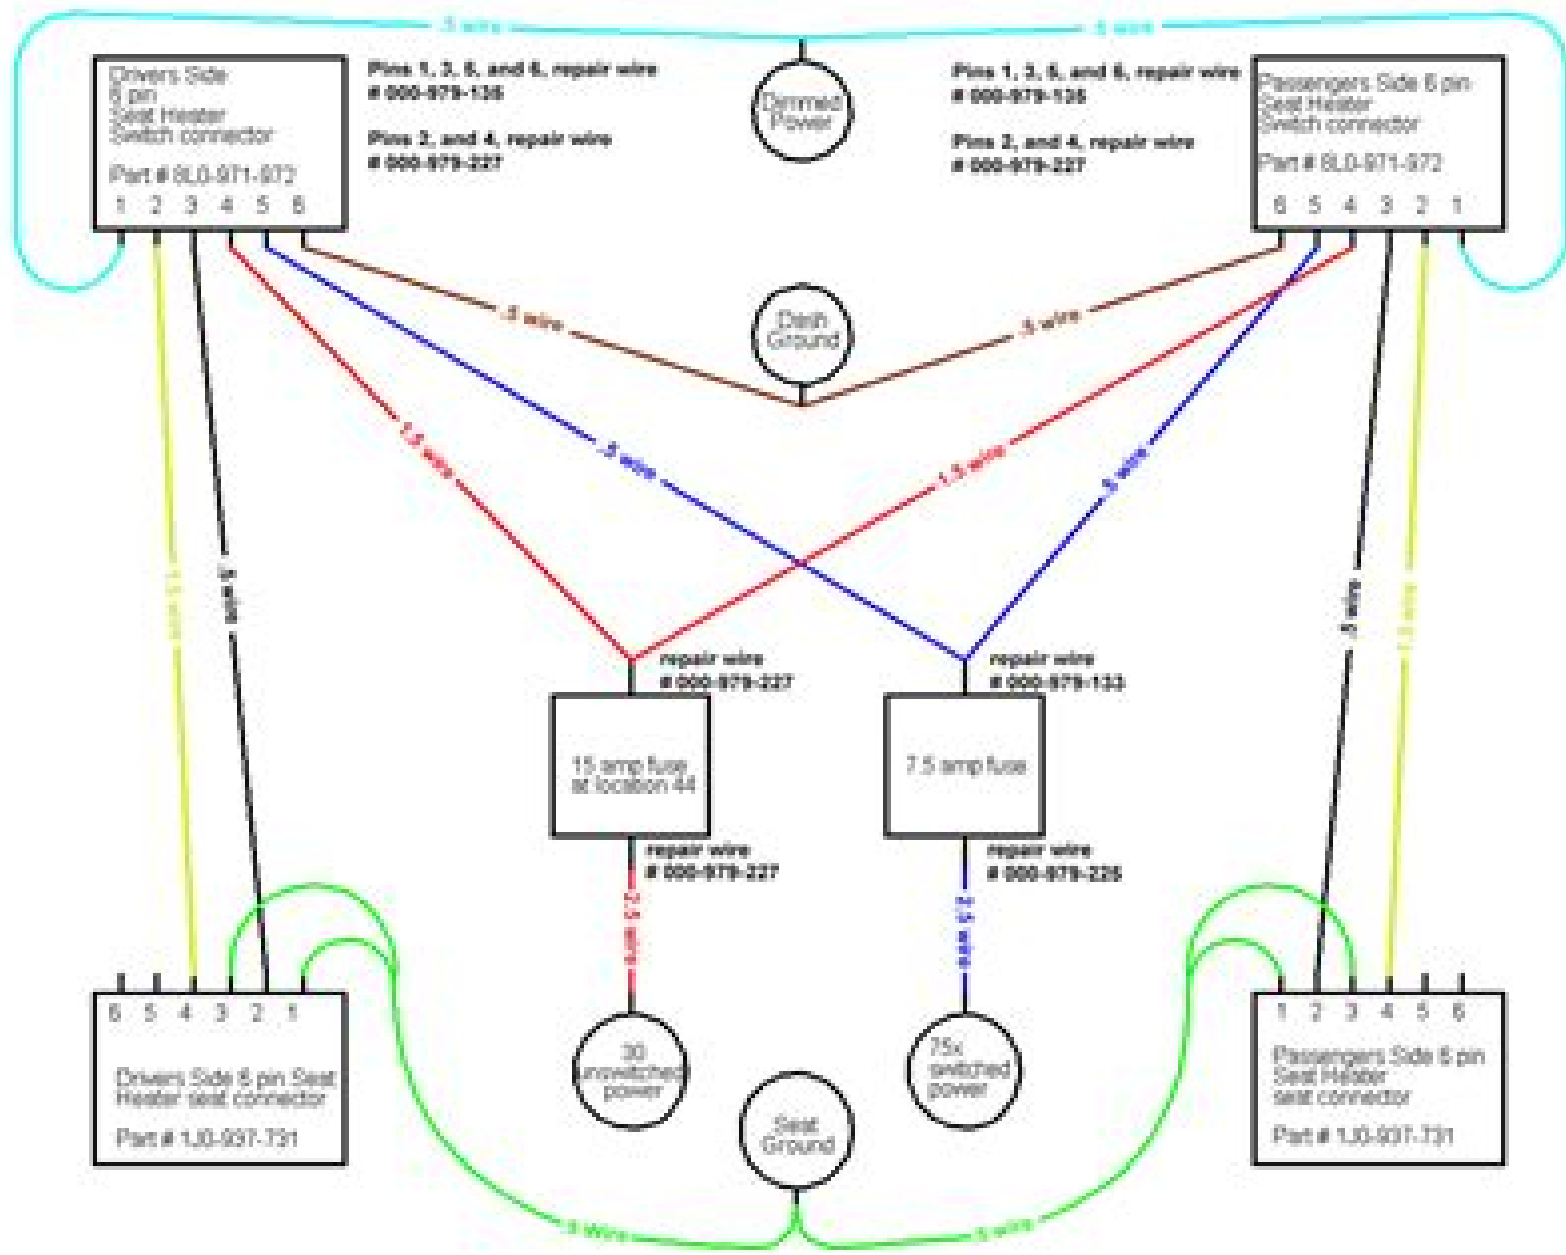 .5 wire
.5 wire
Drivers Side
6 pin
Seat Heater
Switch connector
Part # 8L0-971-972
1 2 3 4 5 6
Pins 1, 3, 5, and 6, repair wire
# 000-979-135
Pins 2, and 4, repair wire
# 000-979-227
Dimmed
Power
Pins 1, 3, 5, and 6, repair wire
# 000-979-135
Pins 2, and 4, repair wire
# 000-979-227
Passengers Side 6 pin
Seat Heater
Switch connector
Part # 8L0-971-972
6 5 4 3 2 1
Dash
Ground
.5 wire
.5 wire
1.5 wire
.5 wire
1.5 wire
.5 wire
1.5 wire
.5 wire
.5 wire
1.5 wire
repair wire
# 000-979-227
repair wire
# 000-979-133
15 amp fuse
at location 44
7.5 amp fuse
repair wire
# 000-979-227
repair wire
# 000-979-225
2.5 wire
2.5 wire
6 5 4 3 2 1
Drivers Side 6 pin Seat
Heater seat connector
Part # 1J0-937-731
30
unswitched
power
75x
switched
power
Seat
Ground
1 2 3 4 5 6
Passengers Side 6 pin
Seat Heater
seat connector
Part # 1J0-937-731
.5 Wire
.5 wire